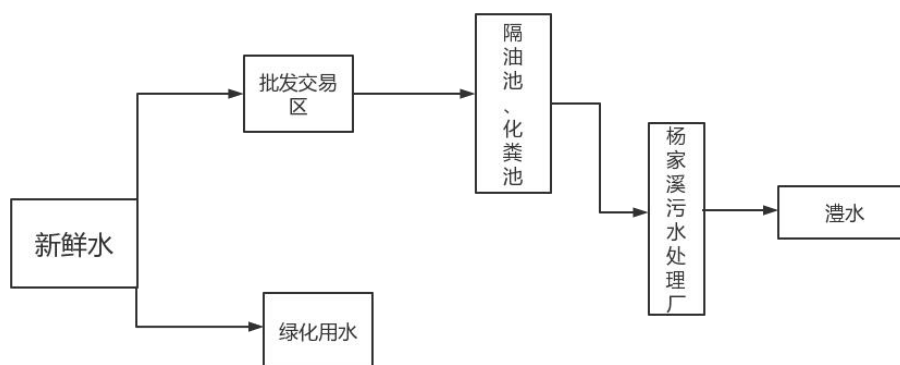 批发交易
区
隔油池、化粪池
新鲜水
杨家溪污水处理厂
澧水
绿化用水